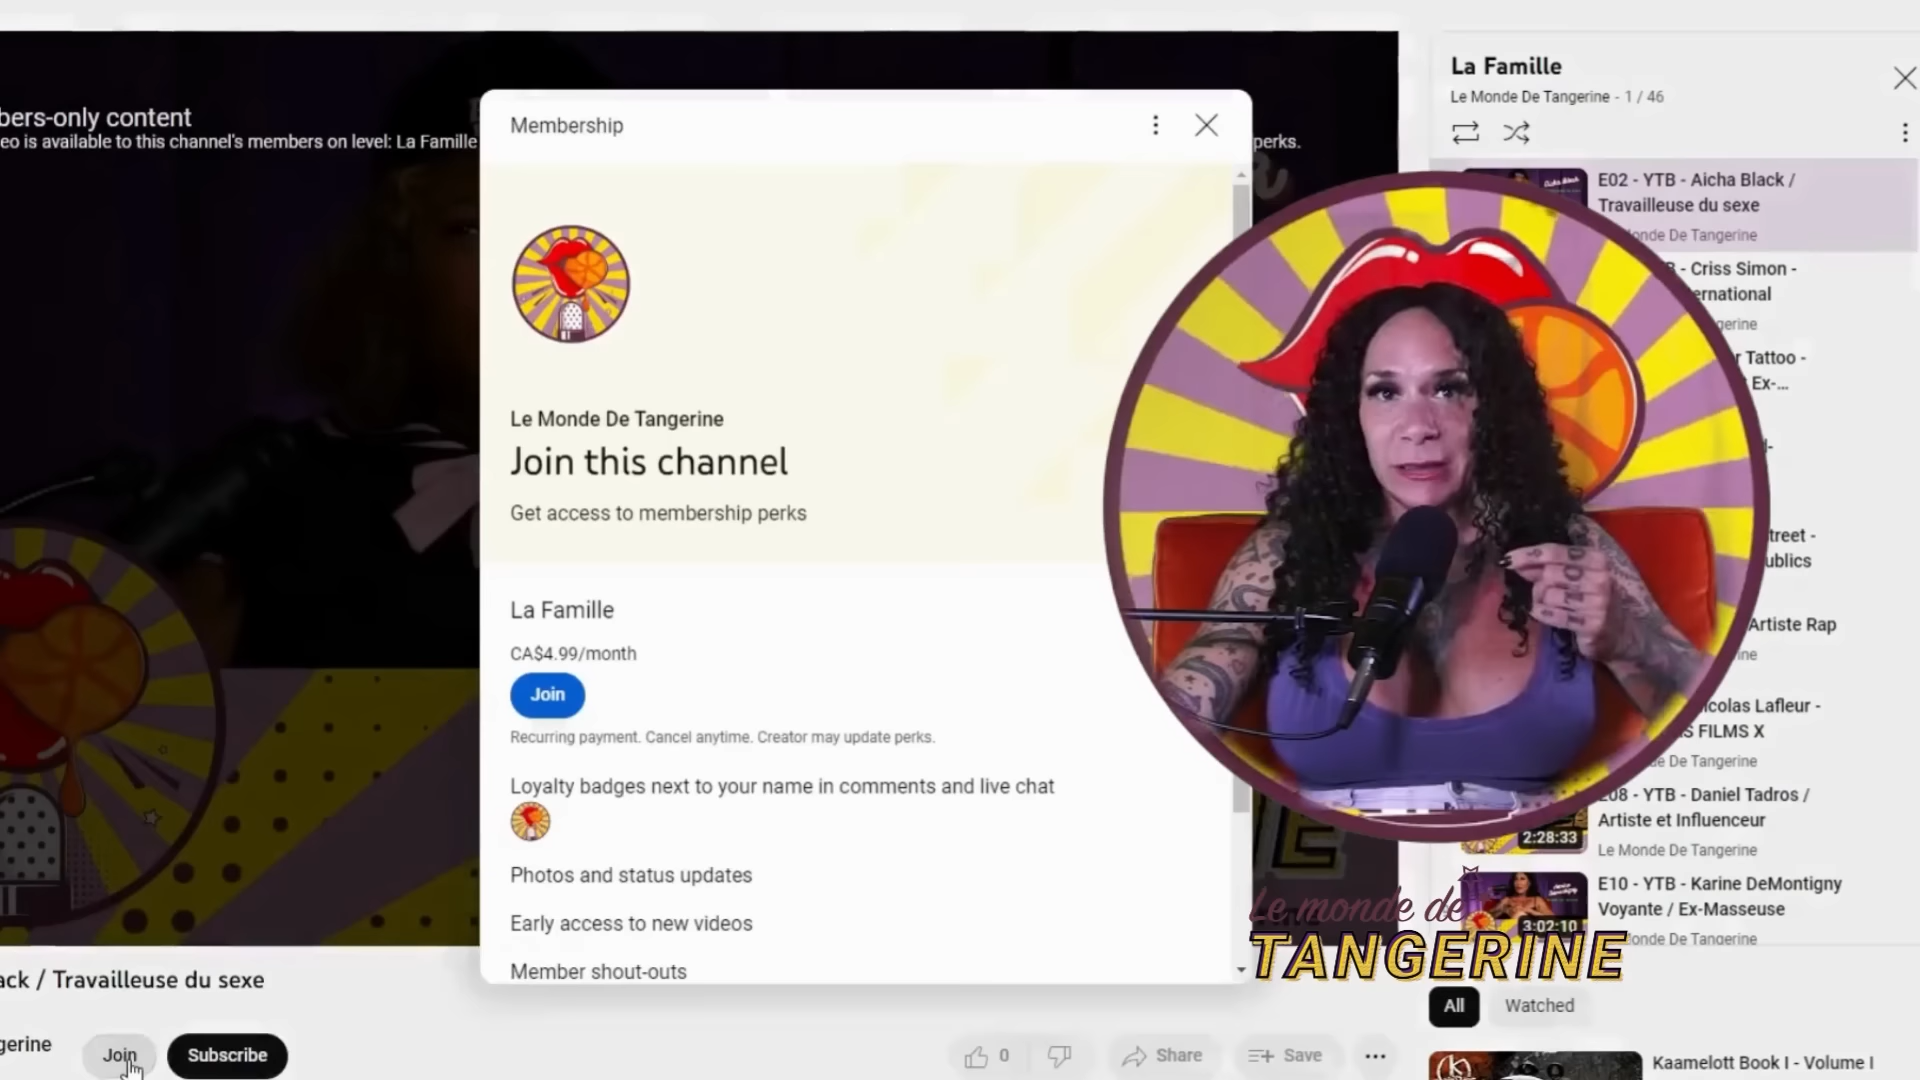 bers-only content
eo is available to this channel's members on level: La Famille
perks.
Membership
Le Monde De Tangerine
Join this channel
Get access to membership perks
La Famille
CA$4.99/month
Join
Recurring payment. Cancel anytime. Creator may update perks.
Loyalty badges next to your name in comments and live chat
Photos and status updates
Early access to new videos
Member shout-outs
La Famille
Le Monde De Tangerine - 1 / 46
E02 - YTB - Aicha Black /
Travailleuse du sexe
onde De Tangerine
- Criss Simon -
ernational
gerine
r Tattoo -
Ex-...
treet -
ublics
Artiste Rap
ine
icolas Lafleur -
S FILMS X
de De Tangerine
E08 - YTB - Daniel Tadros /
Artiste et Influenceur
2:28:33
Le Monde De Tangerine
E10 - YTB - Karine DeMontigny
Voyante / Ex-Masseuse
3:02:10
onde De Tangerine
Le monde de
TANGERINE
All
Watched
ack / Travailleuse du sexe
gerine
Join
Subscribe
0
Share
Save
Kaamelott Book I - Volume I